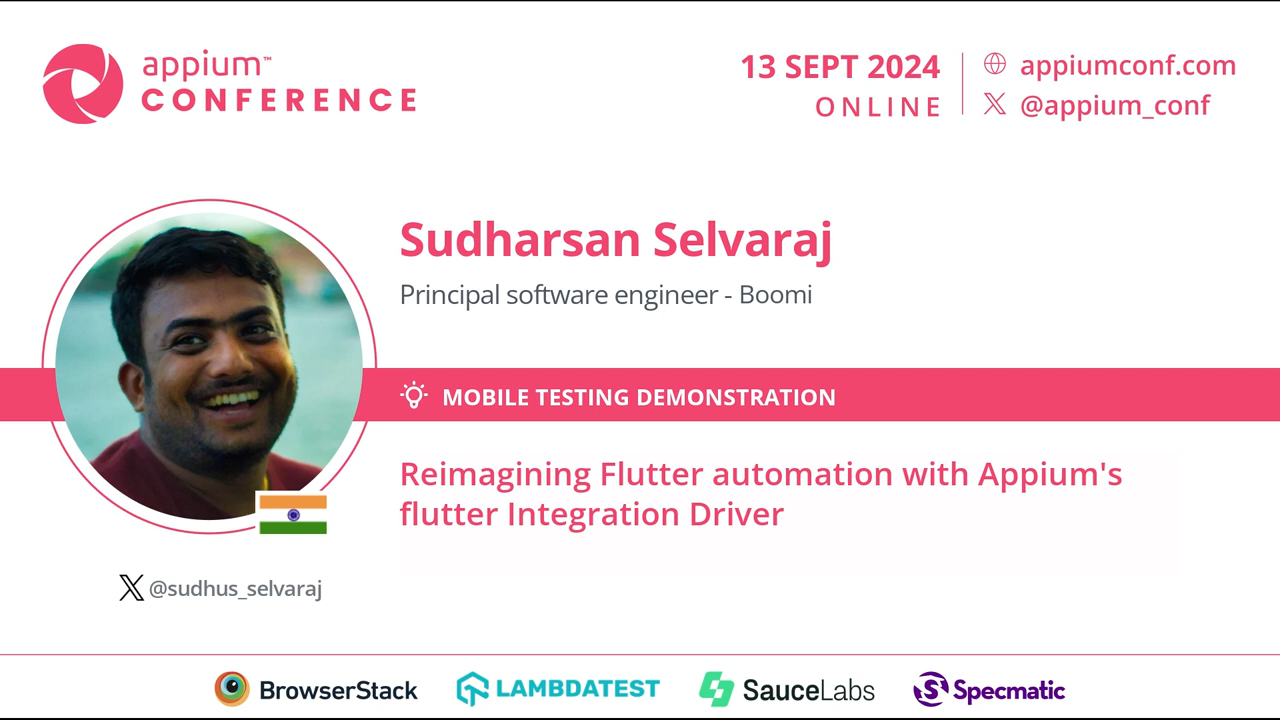 appium™
CONFERENCE
13 SEPT 2024
ONLINE
appiumconf.com
@appium_conf
Sudharsan Selvaraj
Principal software engineer - Boomi
MOBILE TESTING DEMONSTRATION
Reimagining Flutter automation with Appium's
flutter Integration Driver
@sudhus_selvaraj
BrowserStack
LAMBDATEST
SauceLabs
Specmatic